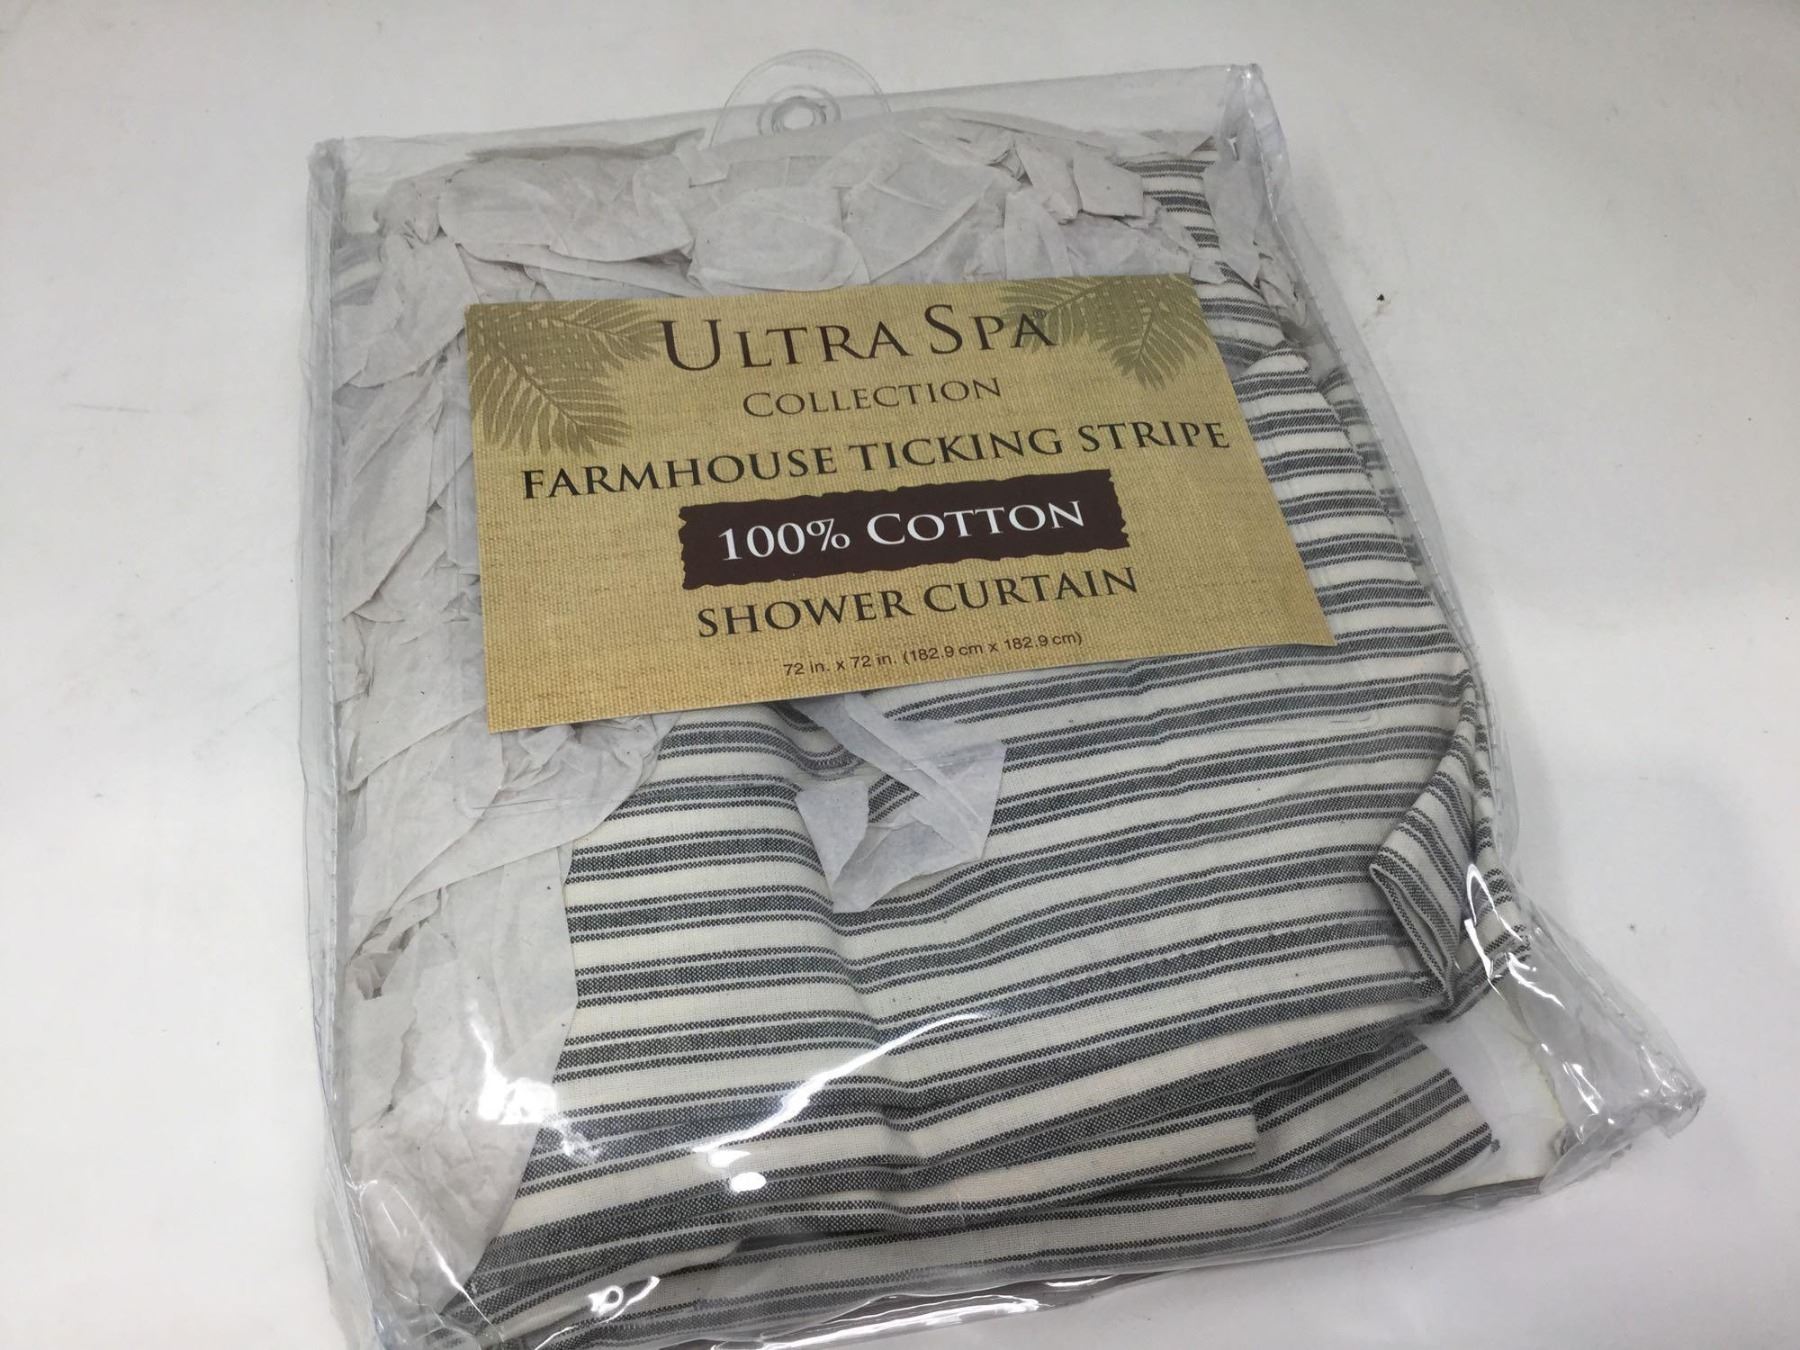 ULTRA SPA®
COLLECTION
FARMHOUSE TICKING STRIPE
100% COTTON
SHOWER CURTAIN
72 in. x 72 in. (182.9 cm x 182.9 cm)